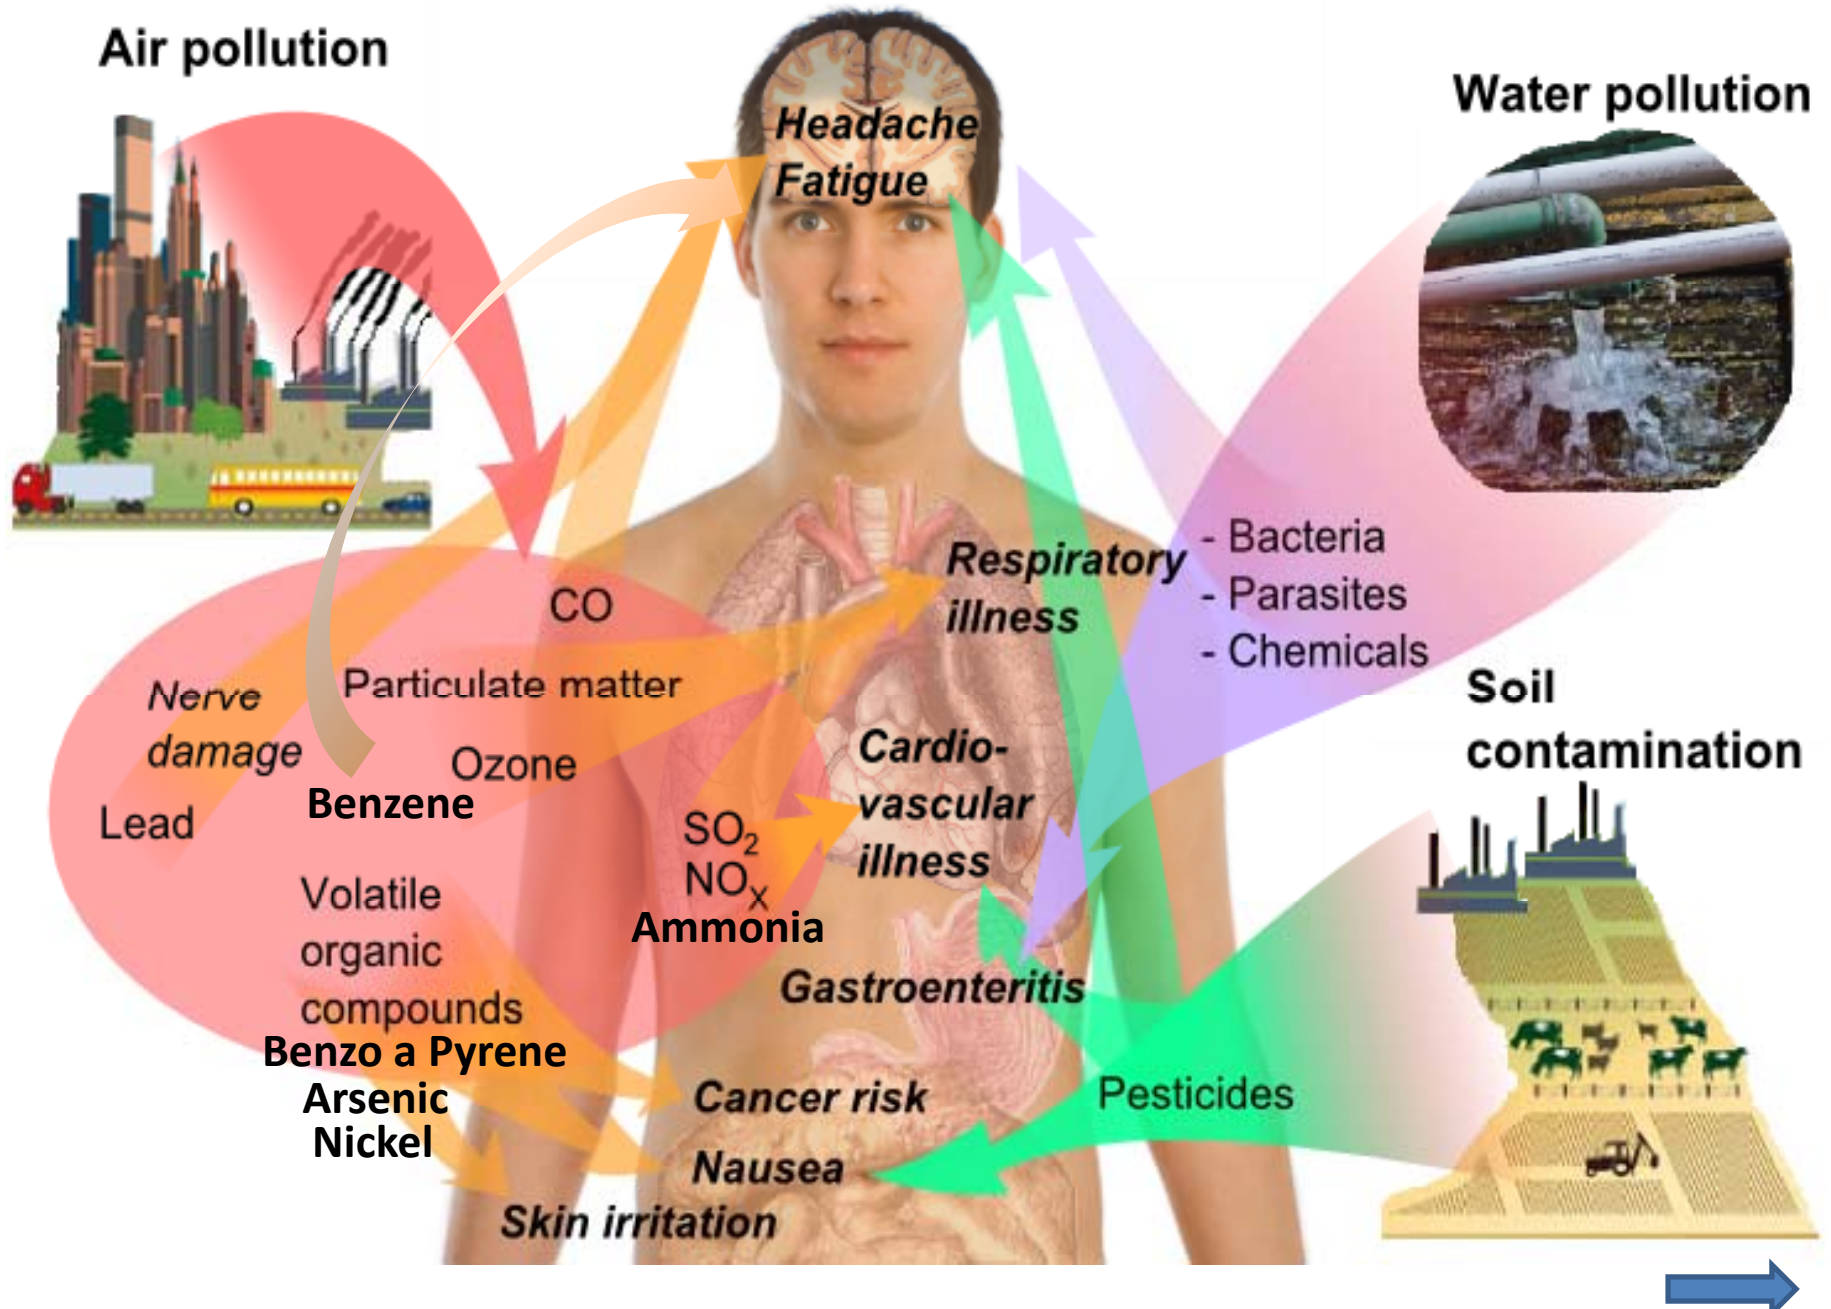 Air pollution
Water pollution
Headache
Fatigue
CO
Particulate matter
Nerve
damage
Ozone
Benzene
Lead
SO2
NOX
Ammonia
Volatile
organic
compounds
Benzo a Pyrene
Arsenic
Nickel
Respiratory
illness
Cardio-
vascular
illness
Gastroenteritis
Cancer risk
Nausea
Skin irritation
- Bacteria
- Parasites
- Chemicals
Soil
contamination
Pesticides